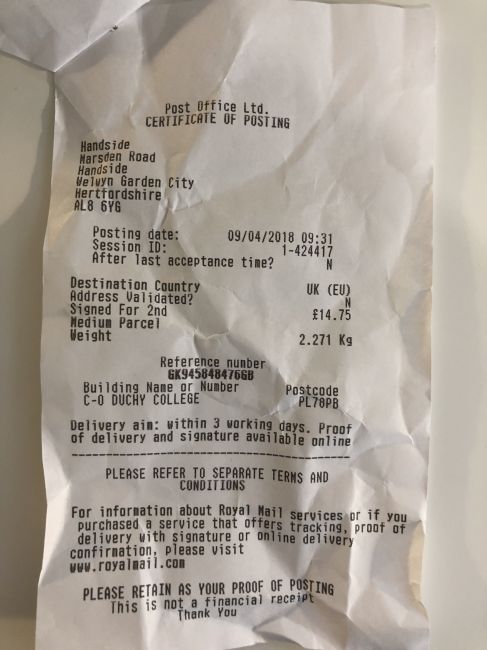 Post Office Ltd.
CERTIFICATE OF POSTING
Handside
Marsden Road
Handside
Welwyn Garden City
Hertfordshire
AL8 6YG
Posting date: 09/04/2018 09:31
Session ID: 1-424417
After last acceptance time? N
Destination Country UK (EU)
Address Validated? N
Signed For 2nd £14.75
Medium Parcel
Weight 2.271 Kg
Reference number
GK945848476GB
Building Name or Number Postcode
C-O DUCHY COLLEGE PL78PB
Delivery aim: within 3 working days. Proof
of delivery and signature available online
PLEASE REFER TO SEPARATE TERMS AND
CONDITIONS
For information about Royal Mail services or if you
purchased a service that offers tracking, proof of
delivery with signature or online delivery
confirmation, please visit
www.royalmail.com
PLEASE RETAIN AS YOUR PROOF OF POSTING
This is not a financial receipt
Thank You